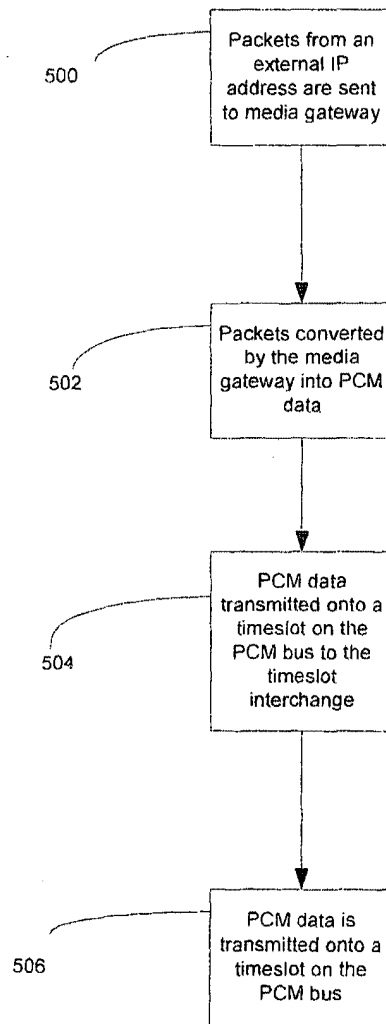 500
Packets from an
external IP
address are sent
to media gateway
502
Packets converted
by the media
gateway into PCM
data
504
PCM data
transmitted onto a
timeslot on the
PCM bus to the
timeslot
interchange
506
PCM data is
transmitted onto a
timeslot on the
PCM bus